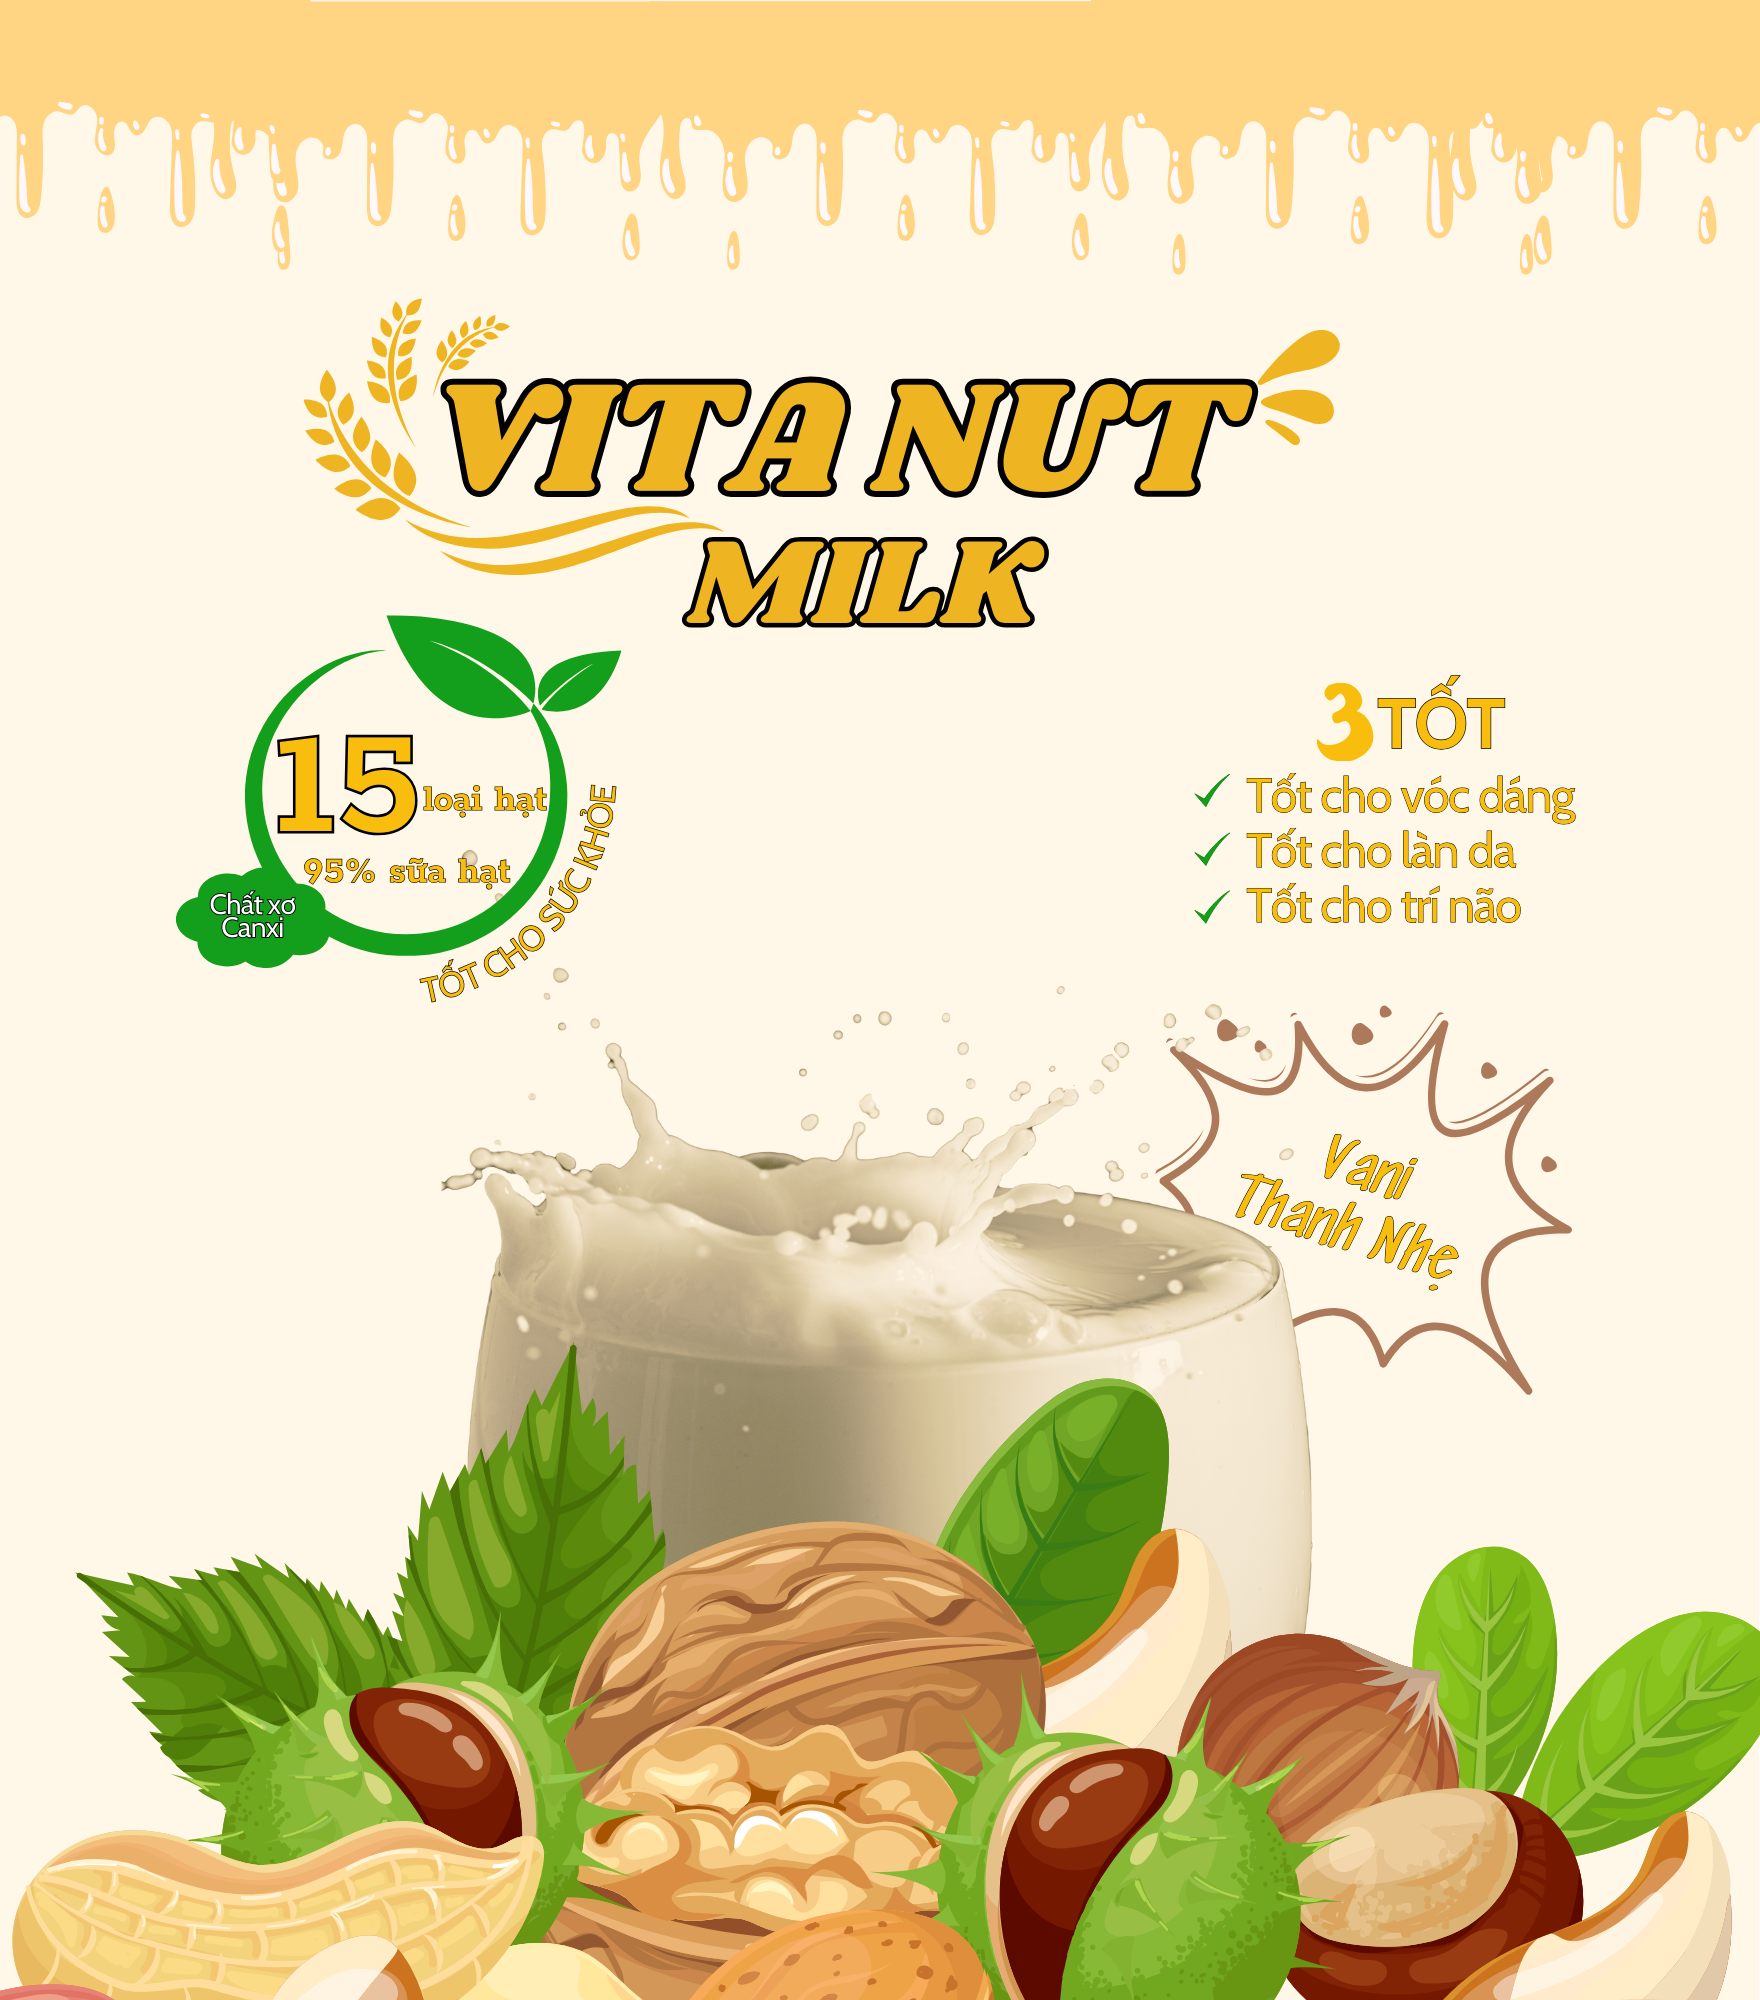 VITA NUT
MILK
15 loại hạt
95% sữa hạt
Chất xơ
Canxi
TỐT CHO SỨC KHỎE
3 TỐT
Tốt cho vóc dáng
Tốt cho làn da
Tốt cho trí não
Vani
Thanh Nhẹ